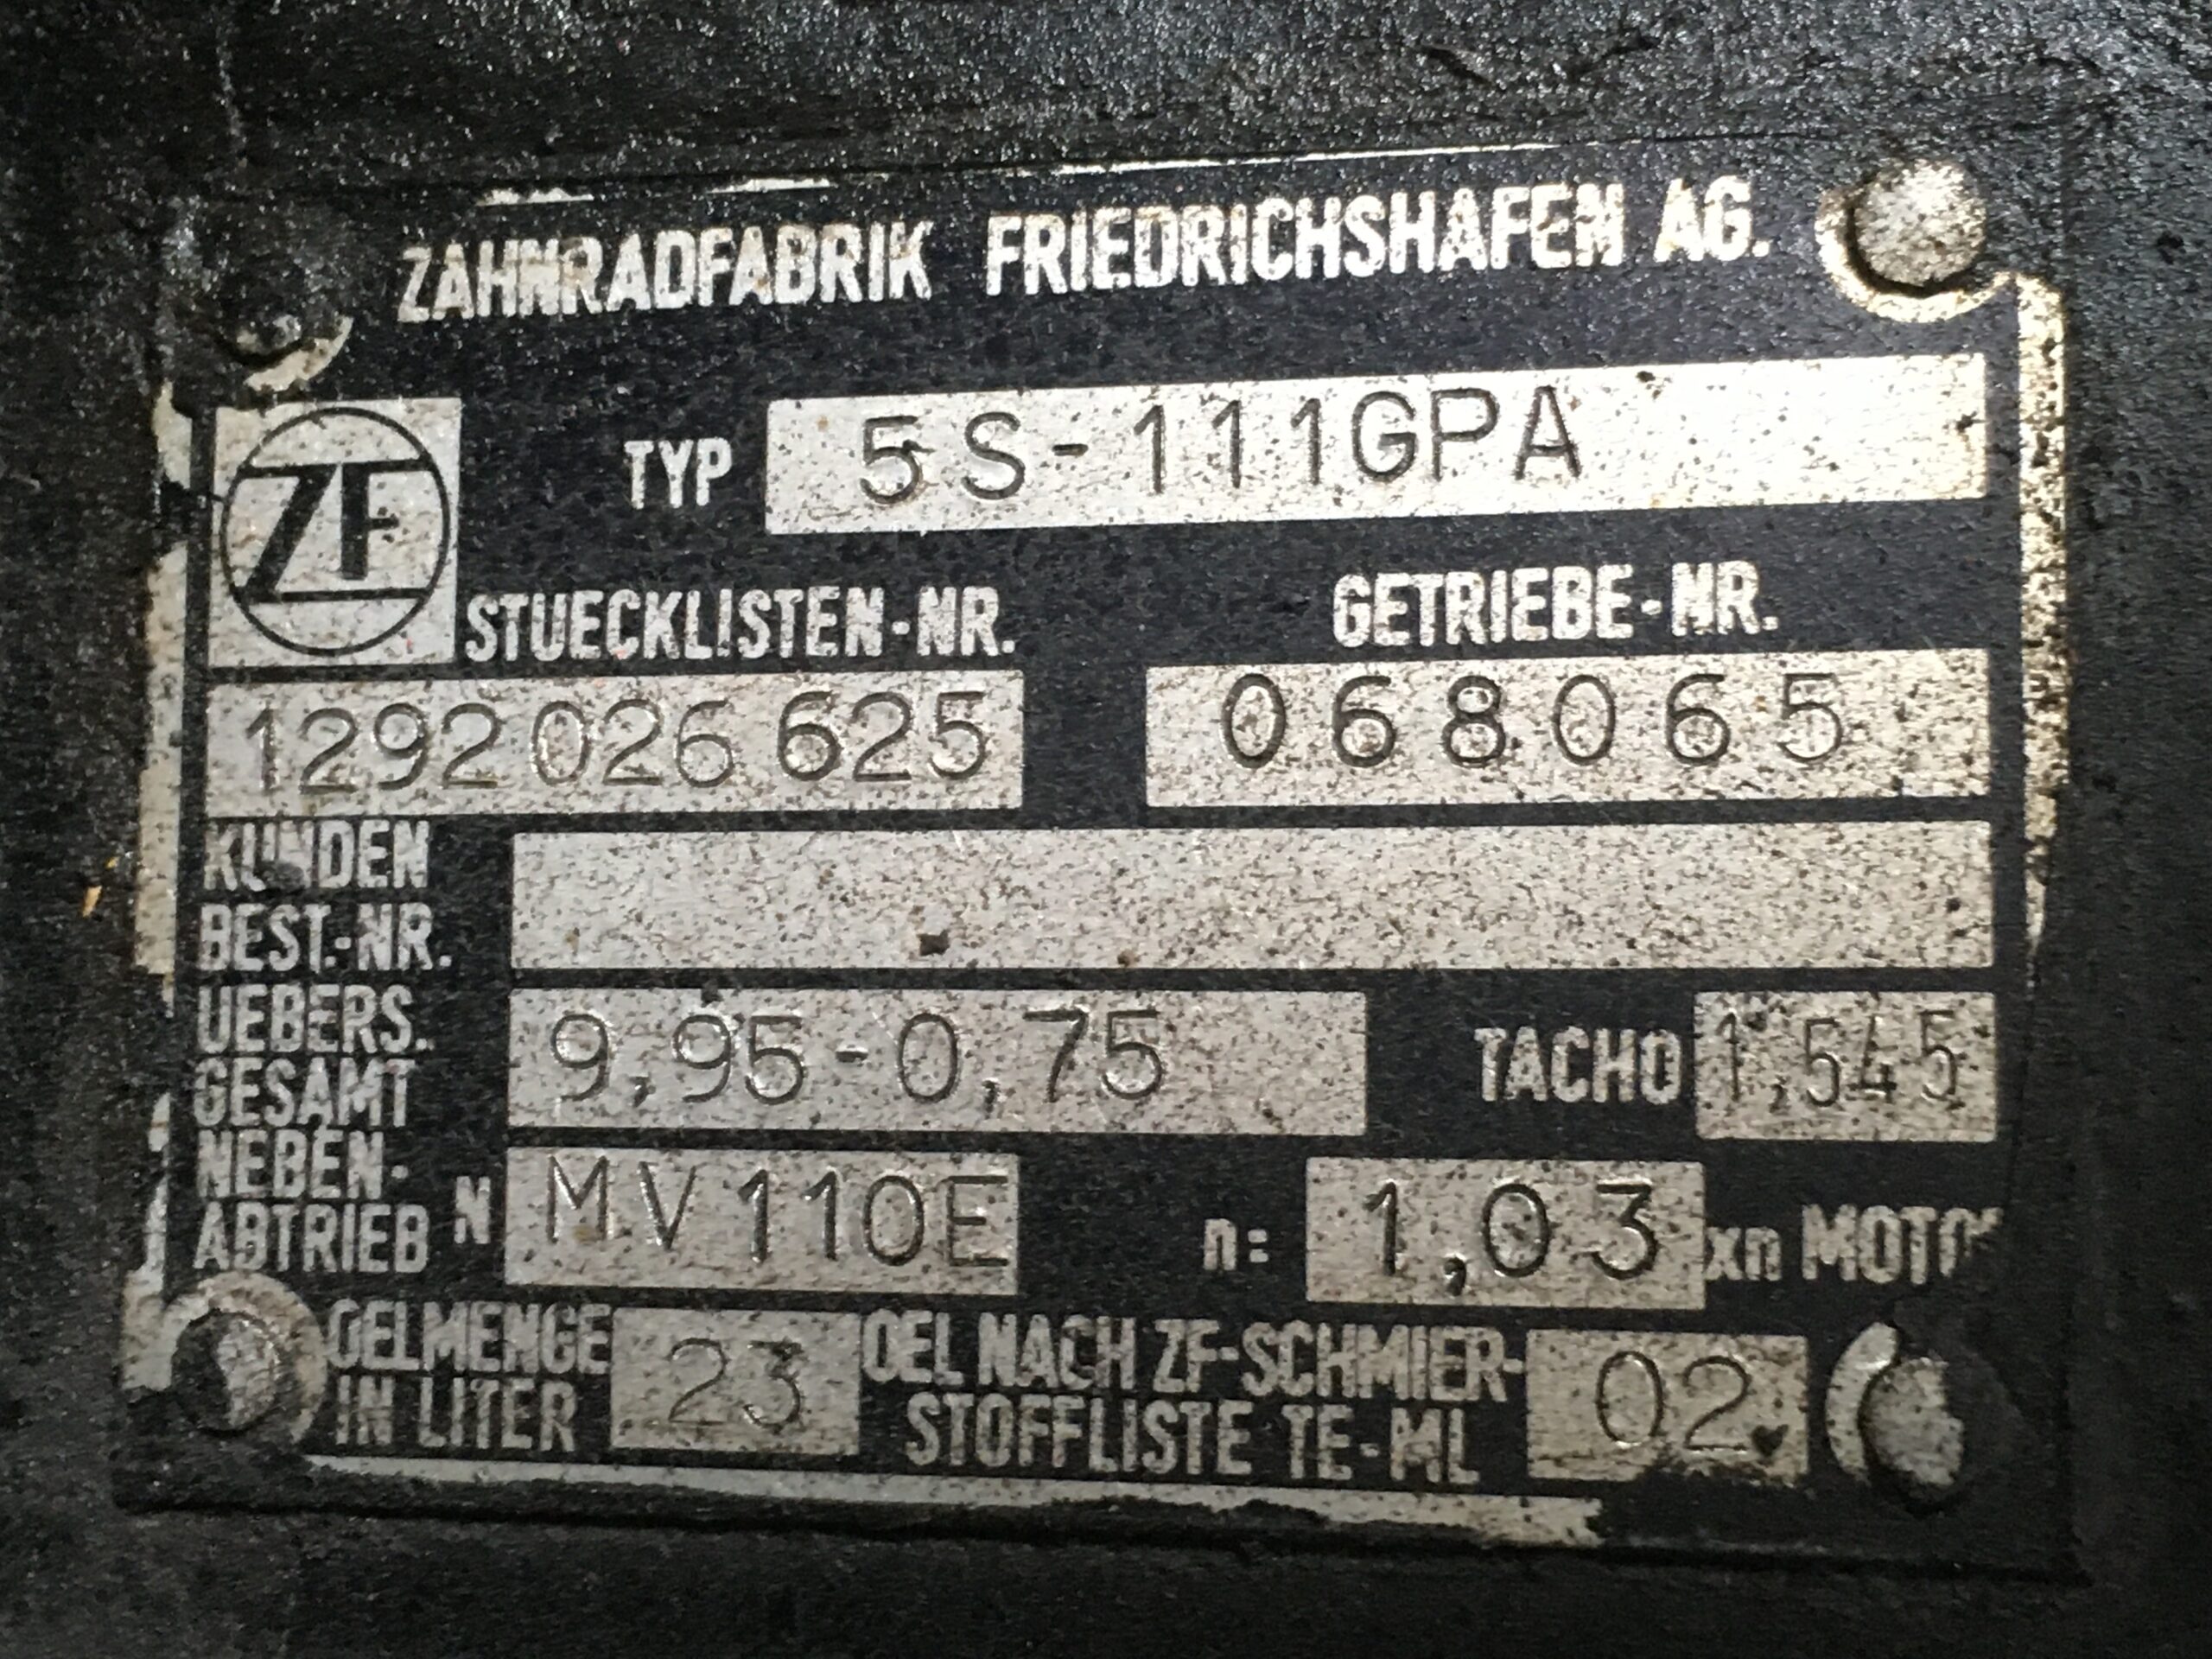 ZAHNRADFABRIK FRIEDRICHSHAFEN AG.
ZF
TYP 5S-111GPA
STUECKLISTEN-NR. GETRIEBE-NR.
1292 026 625 068065
KUNDEN
BEST.-NR.
UEBERS.
GESAMT 9,95-0,75 TACHO 1,545
NEBEN-
ABTRIEB N MV110E n= 1,03 xn MOTOR
OELMENGE
IN LITER 23 OEL NACH ZF-SCHMIER-
STOFFLISTE TE-ML 02